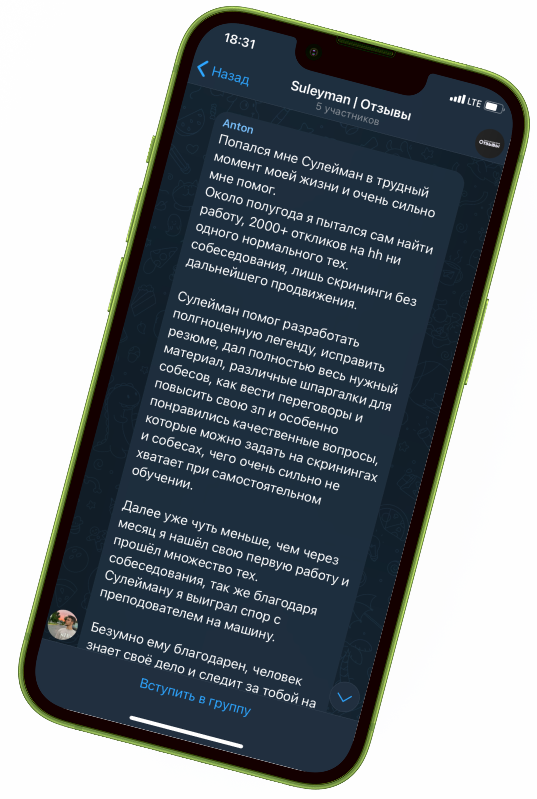 18:31
LTE
Назад
Suleyman | Отзывы
5 участников
Отзывы
Anton
Попался мне Сулейман в трудный
момент моей жизни и очень сильно
мне помог.
Около полугода я пытался сам найти
работу, 2000+ откликов на hh ни
одного нормального тех.
собеседования, лишь скрининги без
дальнейшего продвижения.
Сулейман помог разработать
полгноценную легенду, исправить
резюме, дал полностью весь нужный
материал, различные шпаргалки для
собесов, как вести переговоры и
повысить свою зп и особенно
понравились качественные вопросы,
которые можно задать на скринингах
и собесах, чего очень сильно не
хватает при самостоятельном
обучении.
Далее уже чуть меньше, чем через
месяц я нашёл свою первую работу и
прошёл множество тех.
собеседования, так же благодаря
Сулейману я выиграл спор с
преподователем на машину.
Безумно ему благодарен, человек
знает своё дело и следит за тобой на
Вступить в группу